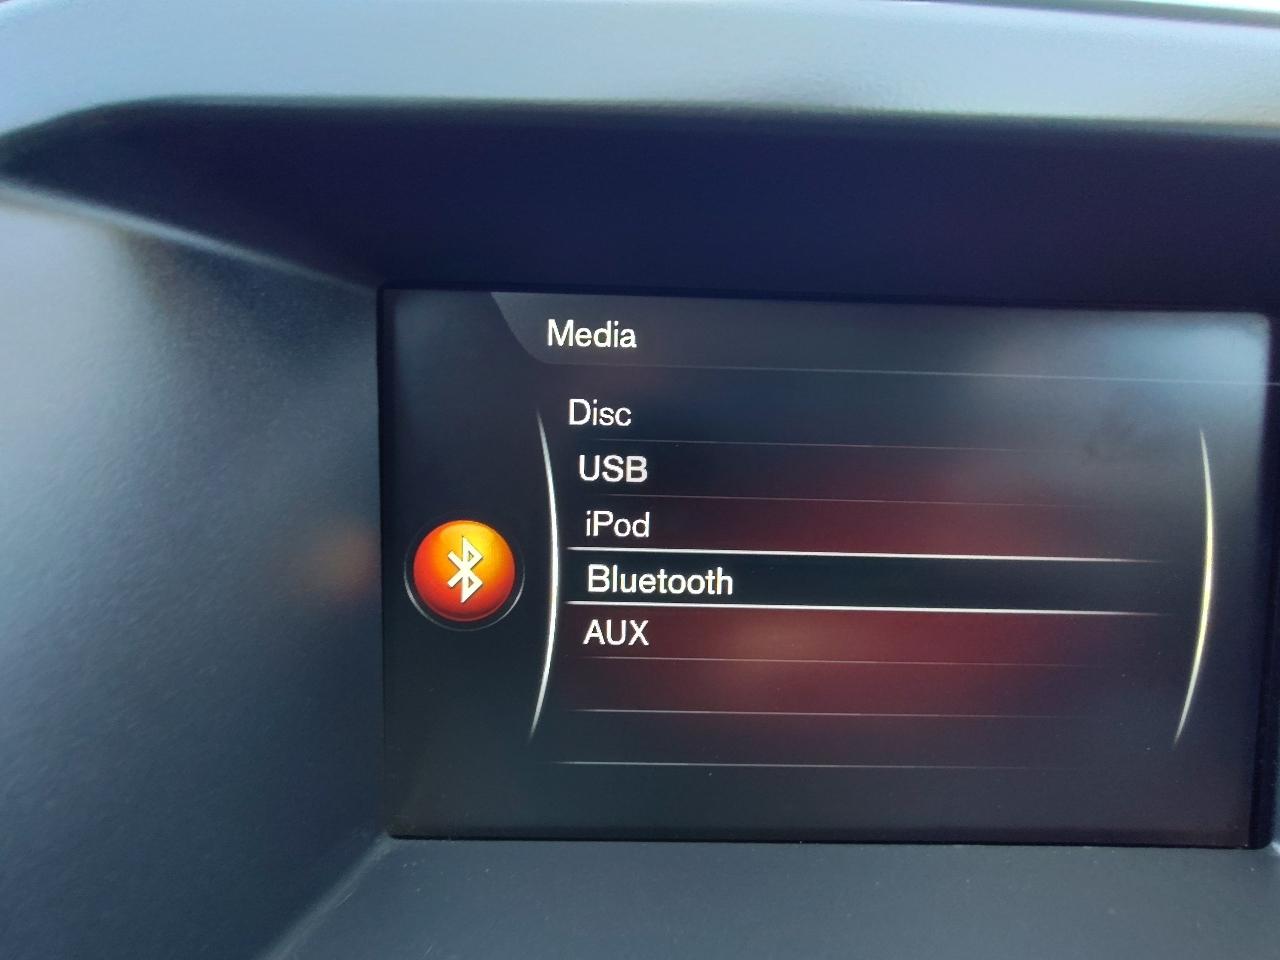 Media
Disc
USB
iPod
Bluetooth
AUX